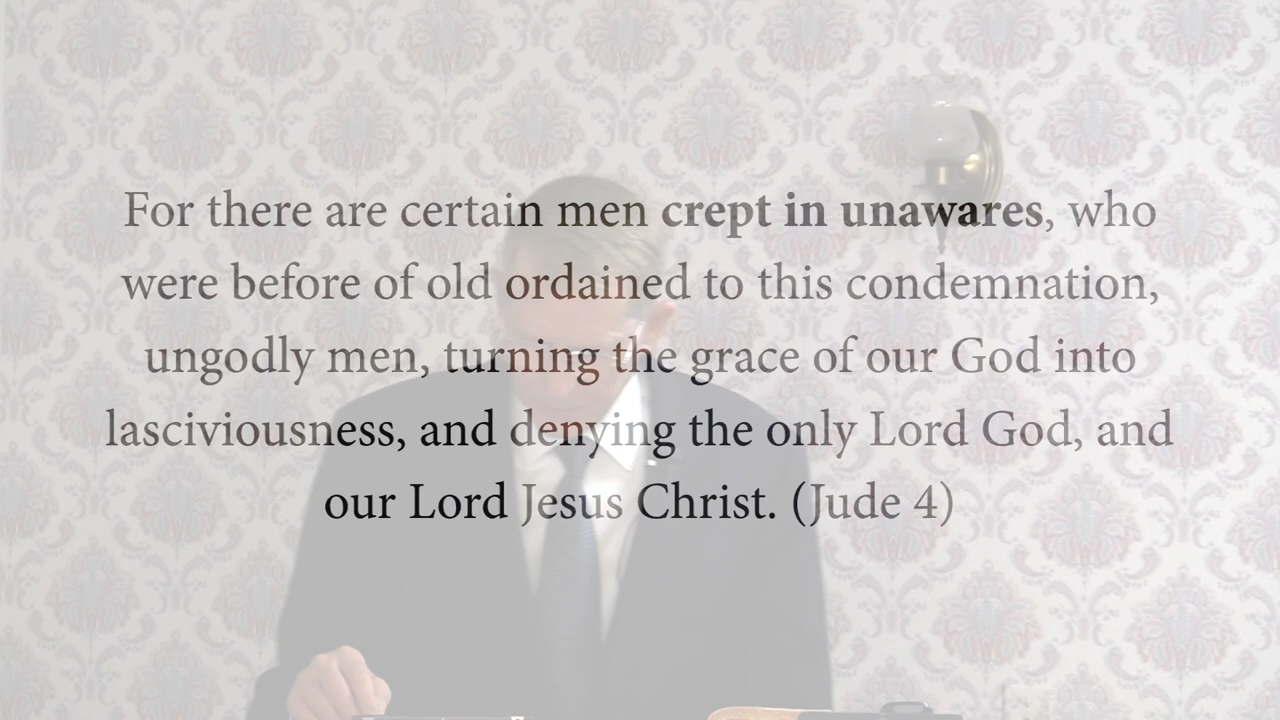 For there are certain men crept in unawares, who
were before of old ordained to this condemnation,
ungodly men, turning the grace of our God into
lasciviousness, and denying the only Lord God, and
our Lord Jesus Christ. (Jude 4)